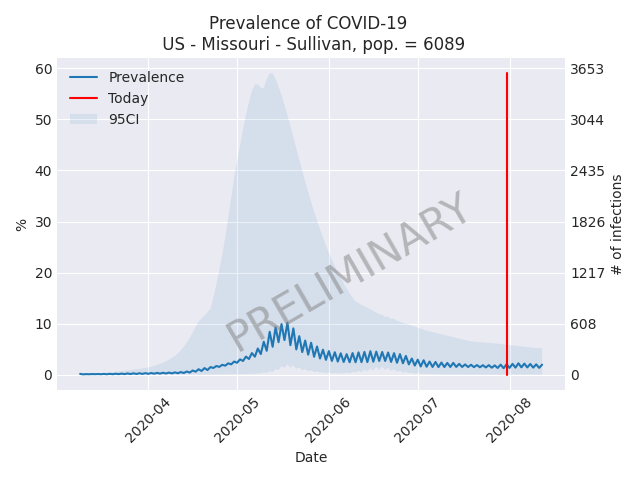 Prevalence of COVID-19
US - Missouri - Sullivan, pop. = 6089
Prevalence
Today
95CI
60
50
40
30
20
10
0
%
3653
3044
2435
1826
1217
608
0
# of infections
PRELIMINARY
2020-04
2020-05
2020-06
2020-07
2020-08
Date